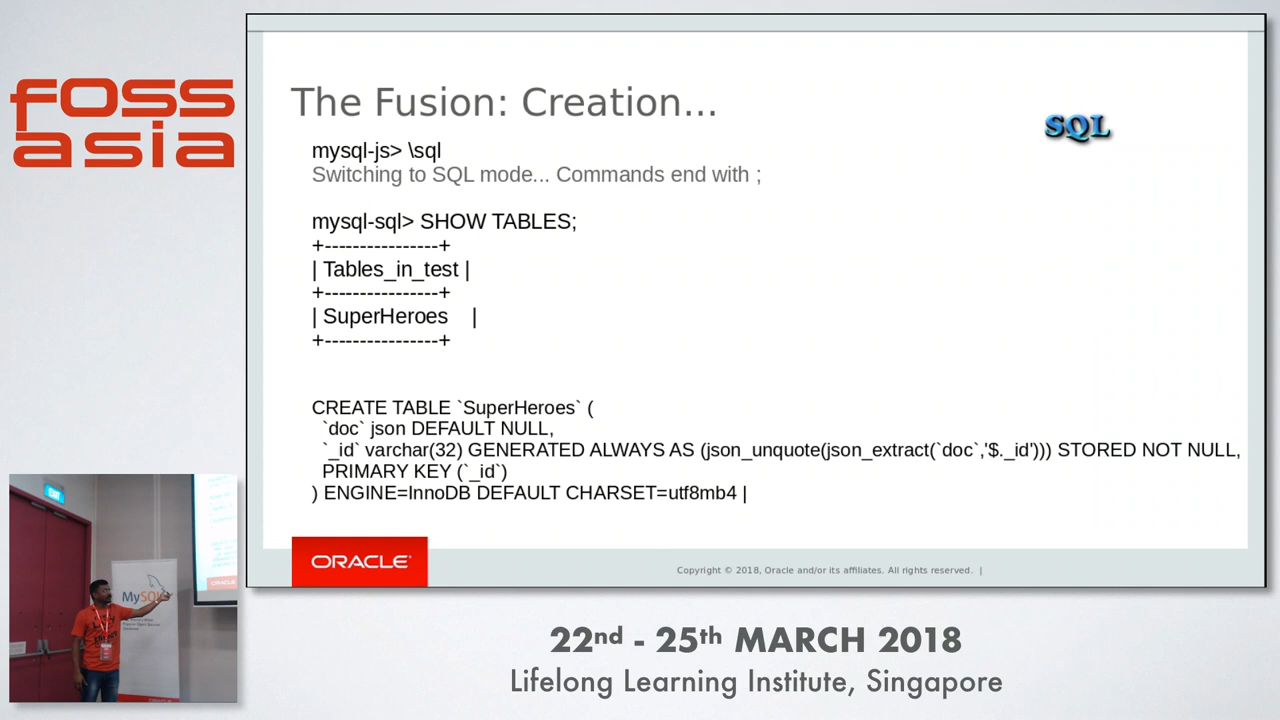 foss
asia
The Fusion: Creation...
SQL
mysql-js> \sql
Switching to SQL mode... Commands end with ;
mysql-sql> SHOW TABLES;
+----------------+
| Tables_in_test |
+----------------+
| SuperHeroes    |
+----------------+
CREATE TABLE `SuperHeroes` (
`doc` json DEFAULT NULL,
`_id` varchar(32) GENERATED ALWAYS AS (json_unquote(json_extract(`doc`,'$._id'))) STORED NOT NULL,
PRIMARY KEY (`_id`)
) ENGINE=InnoDB DEFAULT CHARSET=utf8mb4 |
ORACLE
Copyright © 2018, Oracle and/or its affiliates. All rights reserved. |
MySQL
ORACLE
22nd - 25th MARCH 2018
Lifelong Learning Institute, Singapore